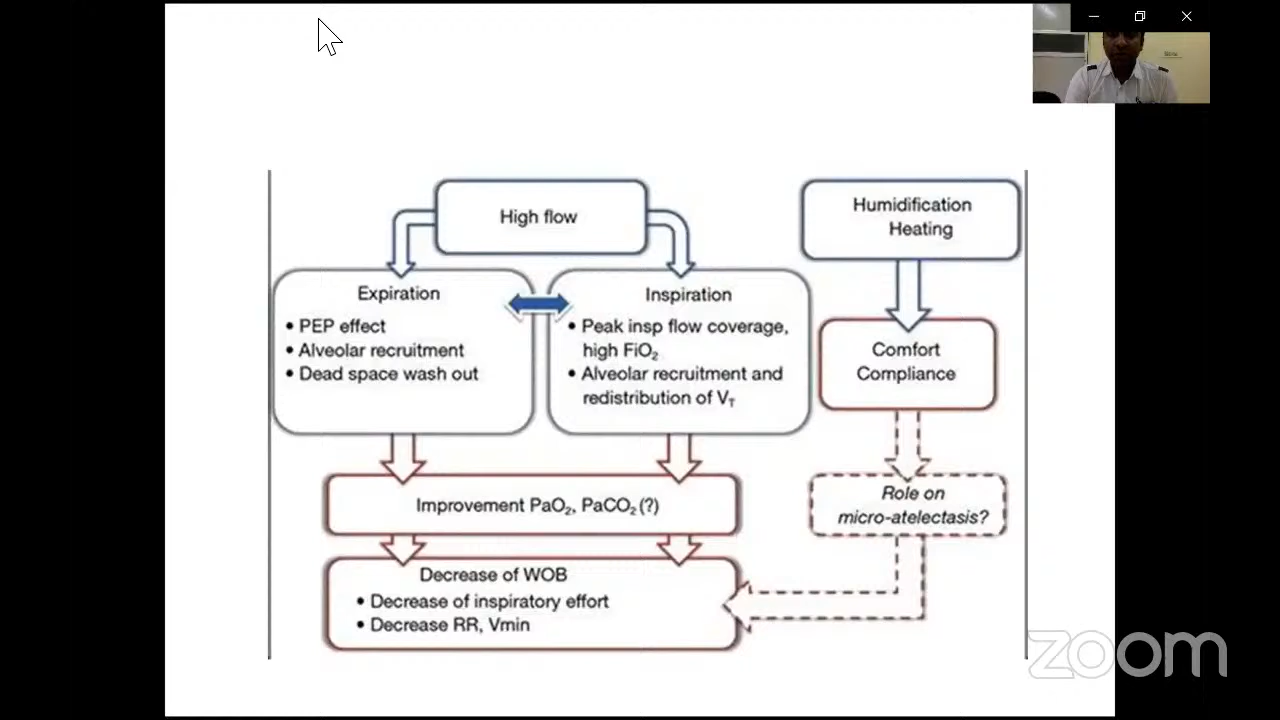 High flow
Humidification
Heating
Expiration
• PEP effect
• Alveolar recruitment
• Dead space wash out
Inspiration
• Peak insp flow coverage,
high FiO₂
• Alveolar recruitment and
redistribution of V_T
Comfort
Compliance
Improvement PaO₂, PaCO₂ (?)
Role on
micro-atelectasis?
Decrease of WOB
• Decrease of inspiratory effort
• Decrease RR, Vmin
zoom